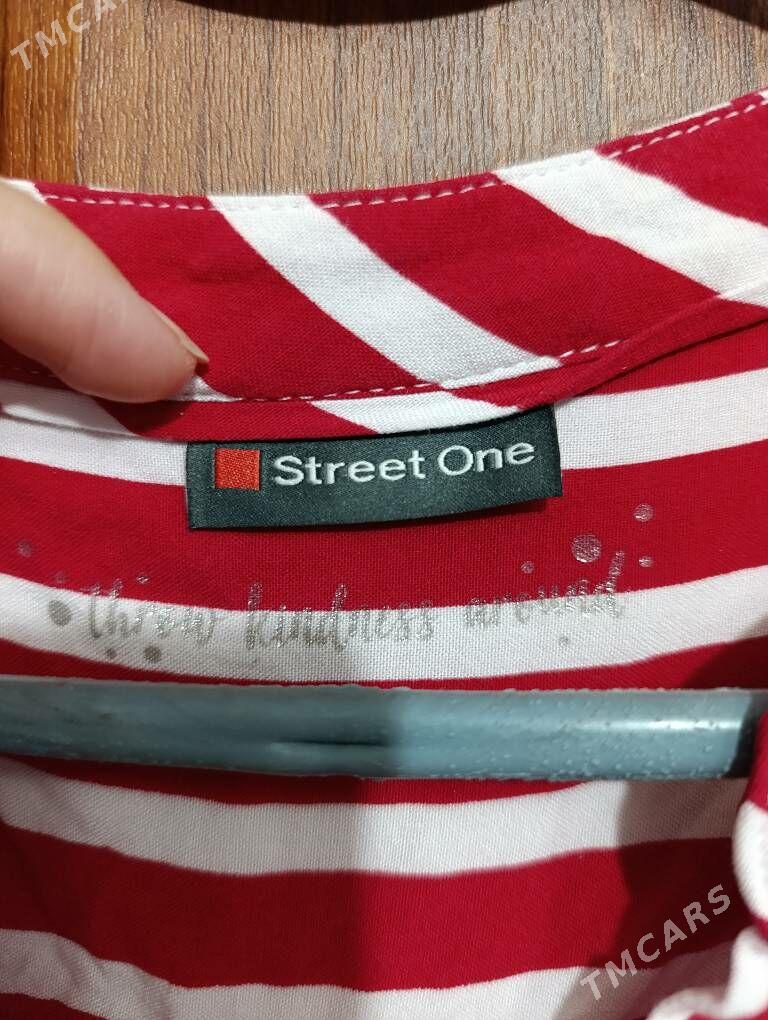 TMCARS
Street One
throw kindness around
TMCARS